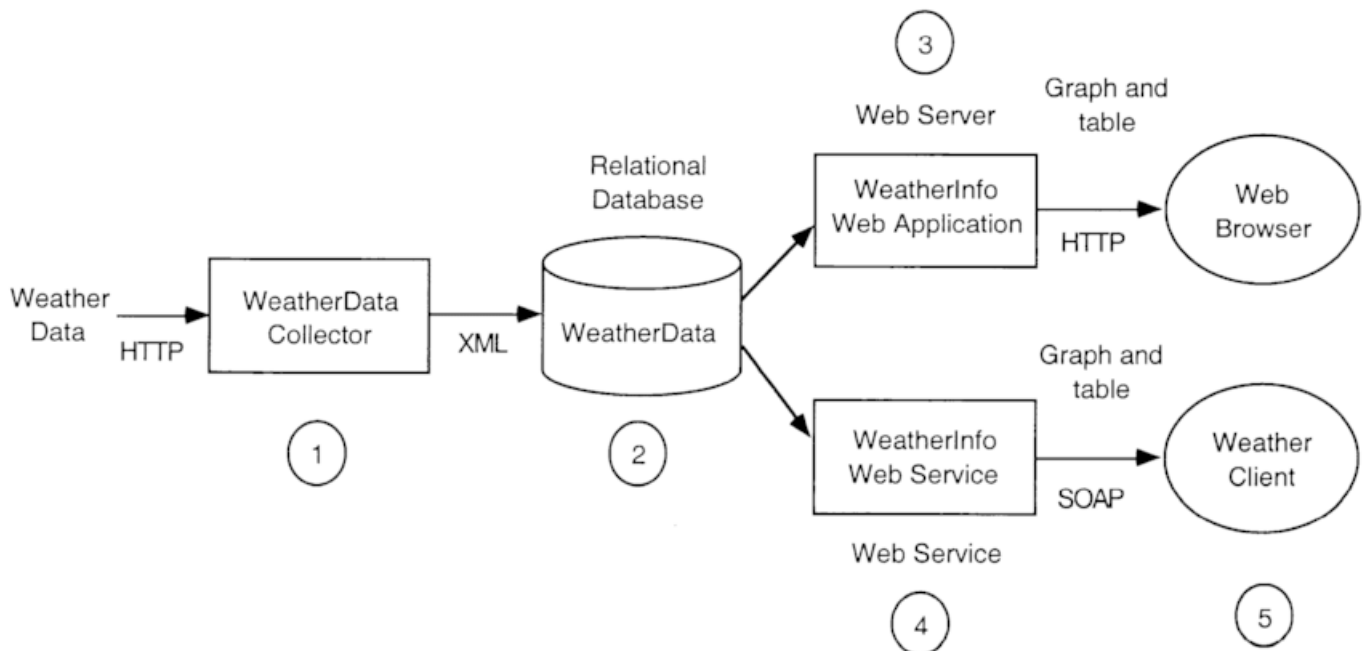 3
Web Server
Graph and
table
Relational
Database
WeatherInfo
Web Application
HTTP
Web
Browser
Weather
Data
HTTP
WeatherData
Collector
XML
WeatherData
Graph and
table
1
2
WeatherInfo
Web Service
SOAP
Weather
Client
Web Service
4
5